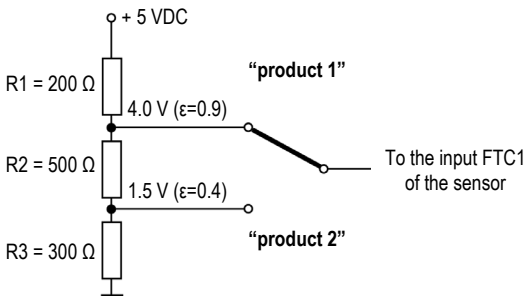 + 5 VDC
“product 1”
R1 = 200 Ω
4.0 V (ε=0.9)
To the input FTC1
of the sensor
R2 = 500 Ω
1.5 V (ε=0.4)
“product 2”
R3 = 300 Ω